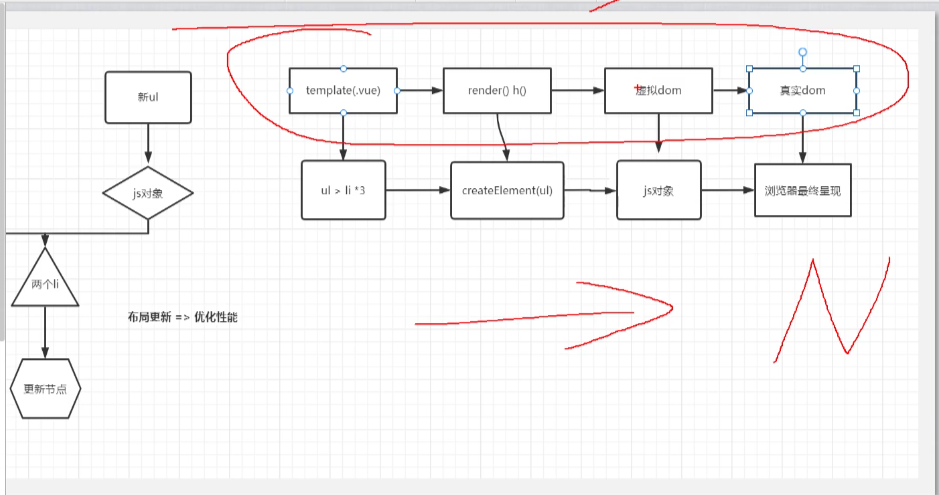 新ul
template(.vue)
render() h()
虚拟dom
真实dom
js对象
ul > li *3
createElement(ul)
js对象
浏览器最终呈现
两个li
布局更新 => 优化性能
更新节点